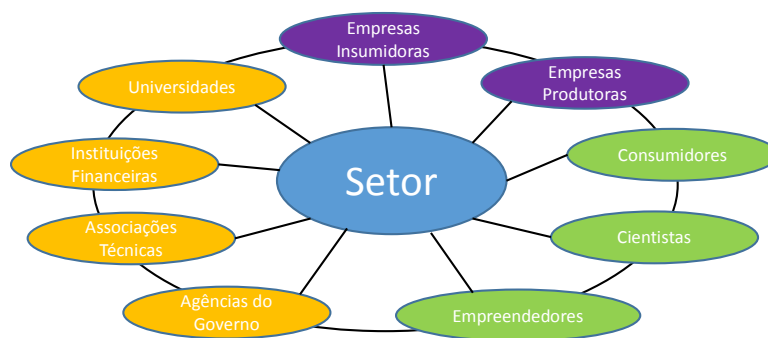 Empresas
Insumidoras
Empresas
Produtoras
Universidades
Consumidores
Instituições
Financeiras
Setor
Associações
Técnicas
Cientistas
Agências do
Governo
Empreendedores